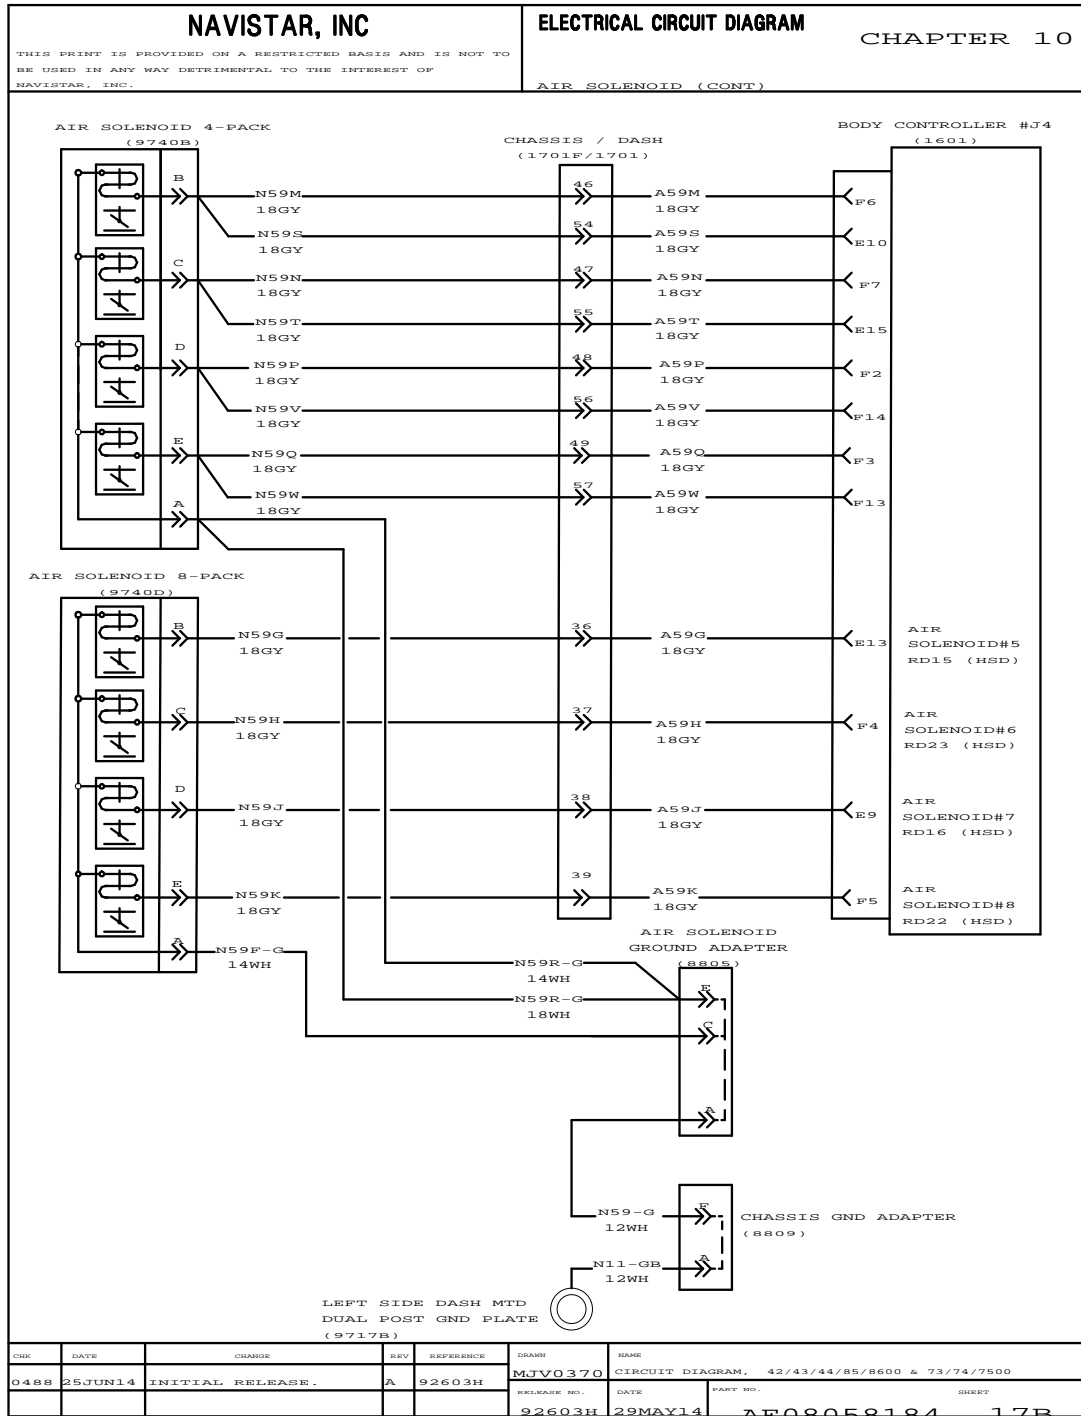 NAVISTAR, INC
THIS PRINT IS PROVIDED ON A RESTRICTED BASIS AND IS NOT TO
BE USED IN ANY WAY DETRIMENTAL TO THE INTEREST OF
NAVISTAR, INC.
ELECTRICAL CIRCUIT DIAGRAM
CHAPTER 10
AIR SOLENOID (CONT)
AIR SOLENOID 4-PACK
(9740B)
CHASSIS / DASH
(1701F/1701)
BODY CONTROLLER #J4
(1601)
B
N59M
18GY
46
A59M
18GY
F6
N59S
18GY
54
A59S
18GY
E10
C
N59N
18GY
47
A59N
18GY
F7
N59T
18GY
55
A59T
18GY
E15
D
N59P
18GY
48
A59P
18GY
F2
N59V
18GY
56
A59V
18GY
F14
E
N59Q
18GY
49
A59Q
18GY
F3
N59W
18GY
57
A59W
18GY
F13
A
AIR SOLENOID 8-PACK
(9740D)
B
N59G
18GY
36
A59G
18GY
E13
AIR
SOLENOID#5
RD15 (HSD)
C
N59H
18GY
37
A59H
18GY
F4
AIR
SOLENOID#6
RD23 (HSD)
D
N59J
18GY
38
A59J
18GY
E9
AIR
SOLENOID#7
RD16 (HSD)
E
N59K
18GY
39
A59K
18GY
F5
AIR
SOLENOID#8
RD22 (HSD)
A
N59F-G
14WH
AIR SOLENOID
GROUND ADAPTER
(8805)
N59R-G
14WH
E
N59R-G
18WH
C
A
N59-G
12WH
F
CHASSIS GND ADAPTER
(8809)
N11-GB
12WH
A
LEFT SIDE DASH MTD
DUAL POST GND PLATE
(9717B)
CHK DATE CHANGE REV REFERENCE
0488 25JUN14 INITIAL RELEASE. A 92603H
DRAWN
MJV0370
NAME
CIRCUIT DIAGRAM, 42/43/44/85/8600 & 73/74/7500
RELEASE NO.
92603H
DATE
29MAY14
PART NO.
AF08058184
SHEET
17B